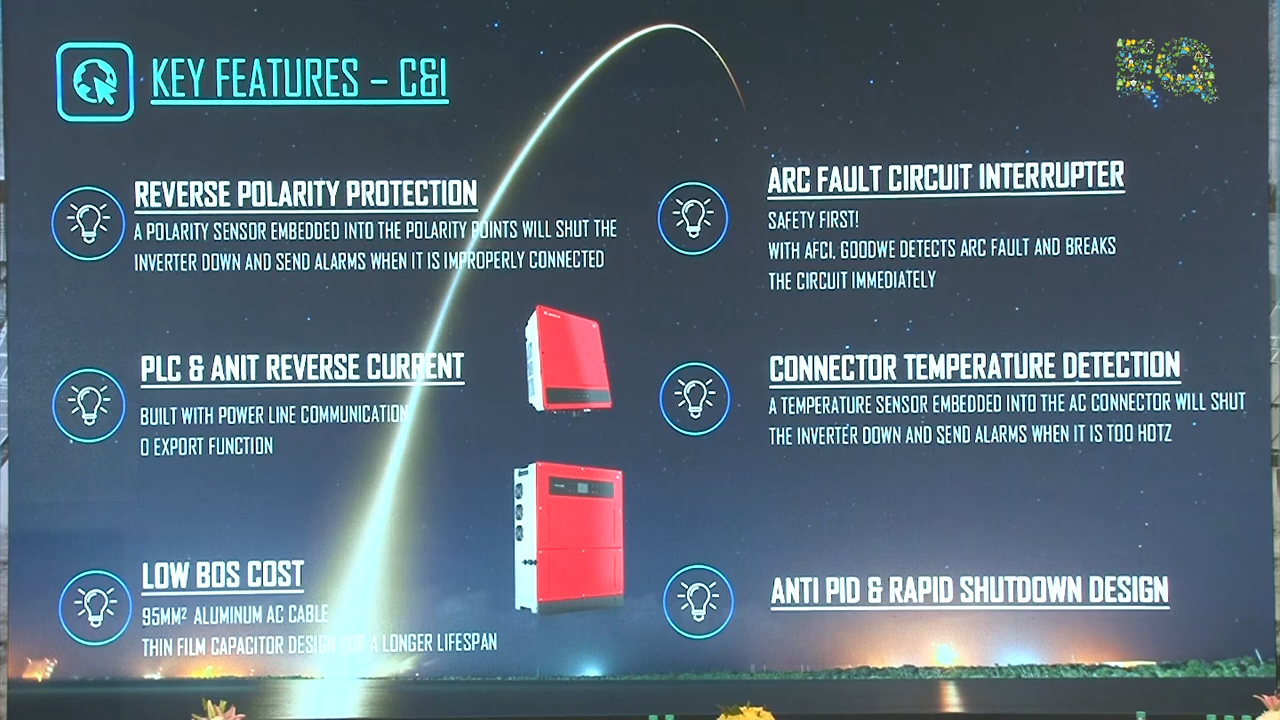 KEY FEATURES – C&I
EQ
REVERSE POLARITY PROTECTION
A POLARITY SENSOR EMBEDDED INTO THE POLARITY POINTS WILL SHUT THE
INVERTER DOWN AND SEND ALARMS WHEN IT IS IMPROPERLY CONNECTED
PLC & ANIT REVERSE CURRENT
BUILT WITH POWER LINE COMMUNICATION
0 EXPORT FUNCTION
LOW BOS COST
95MM² ALUMINUM AC CABLE
THIN FILM CAPACITOR DESIGN FOR A LONGER LIFESPAN
ARC FAULT CIRCUIT INTERRUPTER
SAFETY FIRST!
WITH AFCI, GOODWE DETECTS ARC FAULT AND BREAKS
THE CIRCUIT IMMEDIATELY
CONNECTOR TEMPERATURE DETECTION
A TEMPERATURE SENSOR EMBEDDED INTO THE AC CONNECTOR WILL SHUT
THE INVERTER DOWN AND SEND ALARMS WHEN IT IS TOO HOTZ
ANTI PID & RAPID SHUTDOWN DESIGN